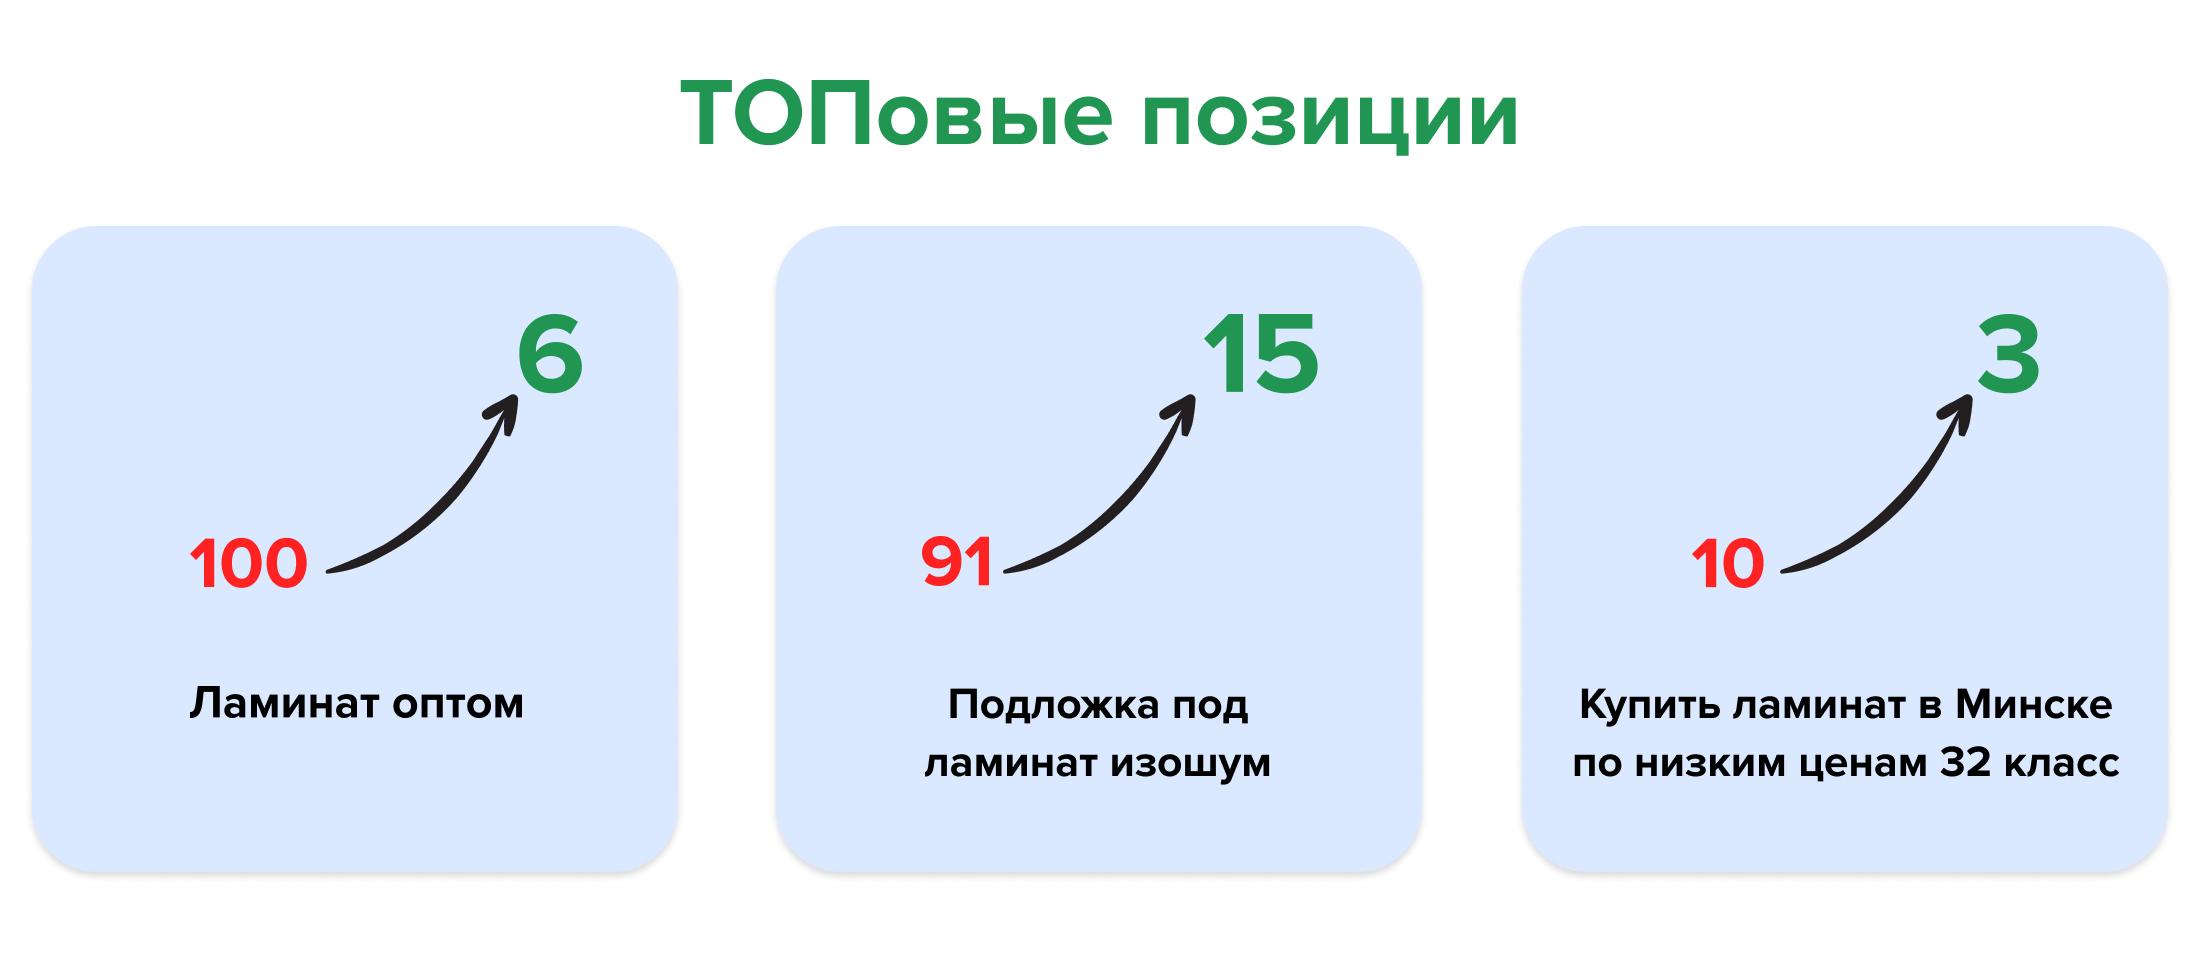 ТОПовые позиции
6
100
Ламинат оптом
15
91
Подложка под
ламинат изошум
3
10
Купить ламинат в Минске
по низким ценам 32 класс